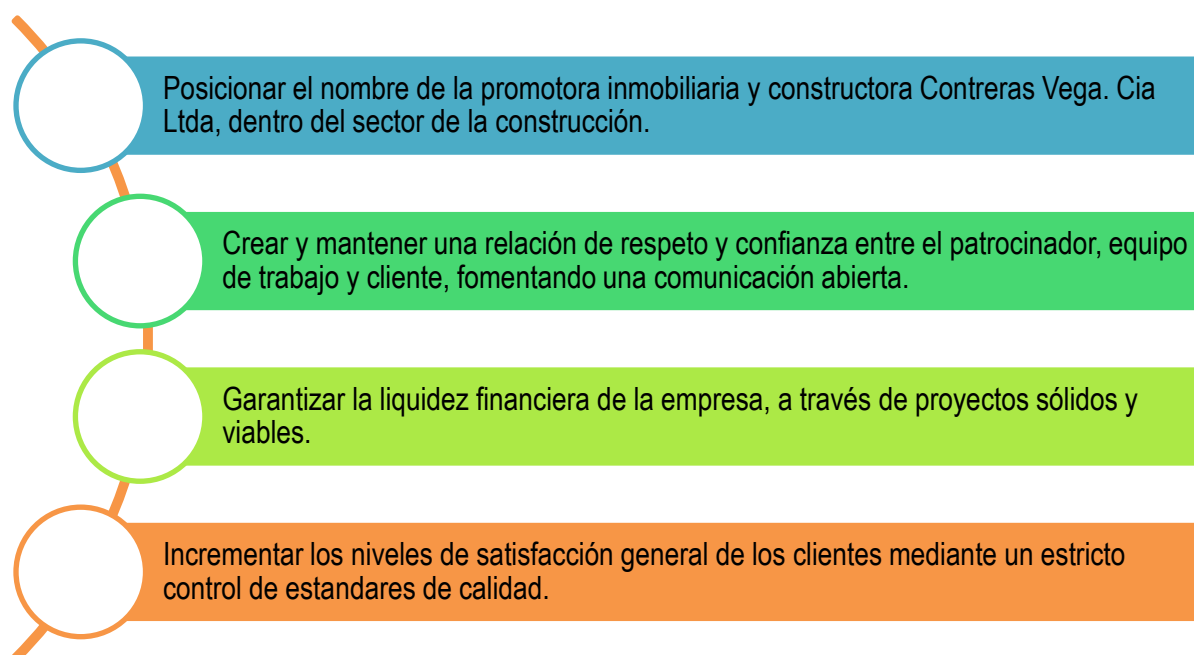 Posicionar el nombre de la promotora inmobiliaria y constructora Contreras Vega. Cia
Ltda, dentro del sector de la construcción.
Crear y mantener una relación de respeto y confianza entre el patrocinador, equipo
de trabajo y cliente, fomentando una comunicación abierta.
Garantizar la liquidez financiera de la empresa, a través de proyectos sólidos y
viables.
Incrementar los niveles de satisfacción general de los clientes mediante un estricto
control de estandares de calidad.